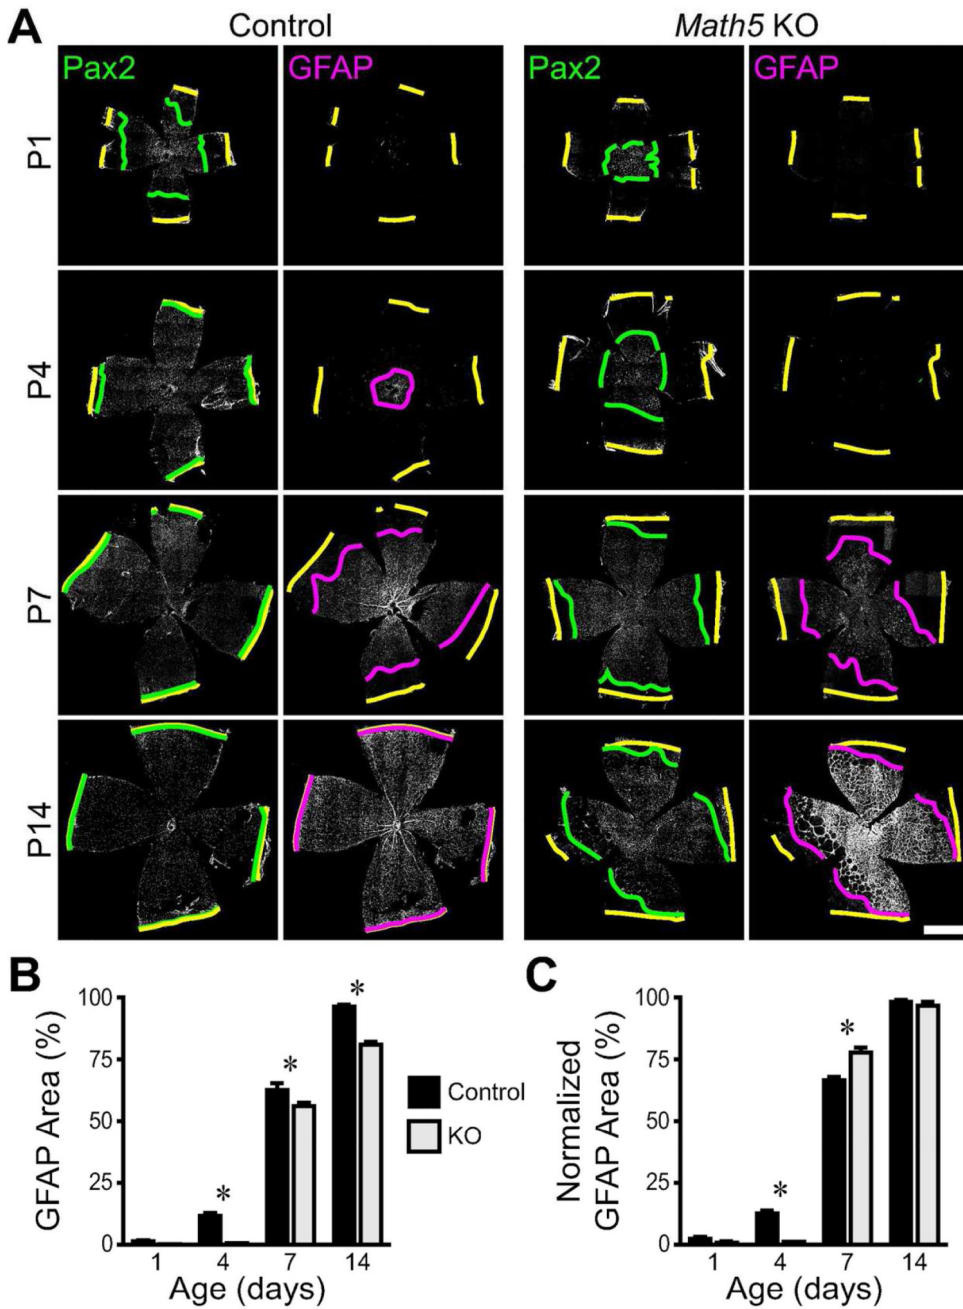 A
Control
Math5 KO
Pax2
GFAP
Pax2
GFAP
P1
P4
P7
P14
B
GFAP Area (%)
100
75
50
25
0
*
*
*
1
4
7
14
Age (days)
Control
KO
C
Normalized
GFAP Area (%)
100
75
50
25
0
*
*
1
4
7
14
Age (days)